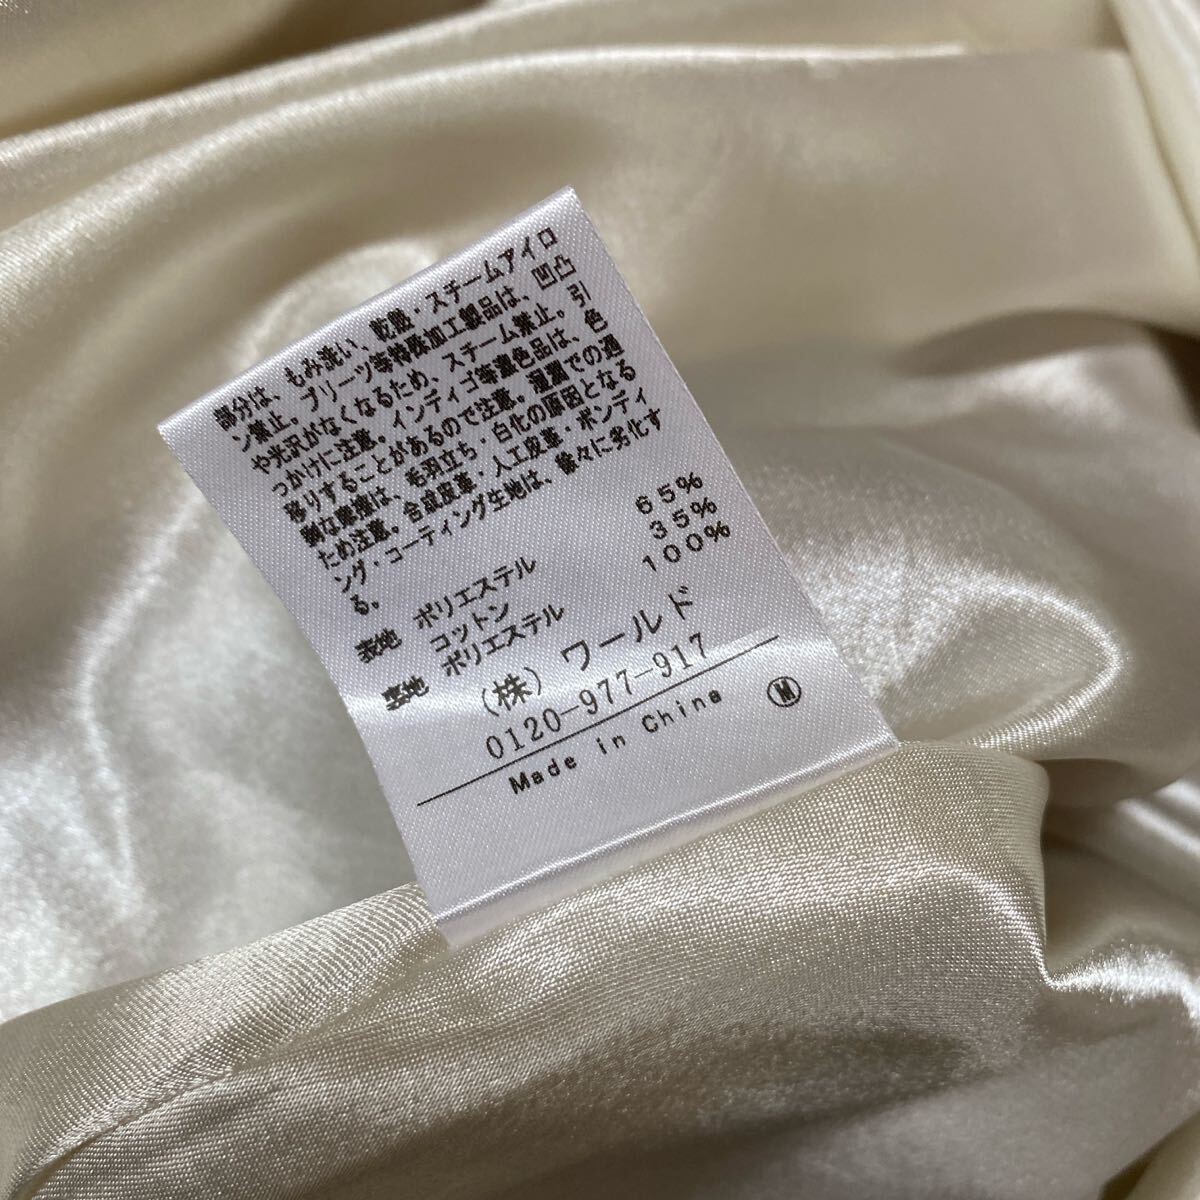 部分は、もみ洗い、乾燥・スチームアイロ
ン禁止。プリーツ等特殊加工製品は、凹凸
や光沢がなくなるため、スチーム禁止。引
っかけに注意。インディゴ等濃色品は、色
移りすることがあるので注意。湿潤での過
剰な摩擦は、毛羽立ち・白化の原因となる
ため注意。合成皮革・人工皮革・ボンディ
ング・コーティング生地は、徐々に劣化す
る。
表地 ポリエステル 65%
コットン 35%
裏地 ポリエステル 100%
(株) ワールド
0120-977-917
Made in China Ⓜ